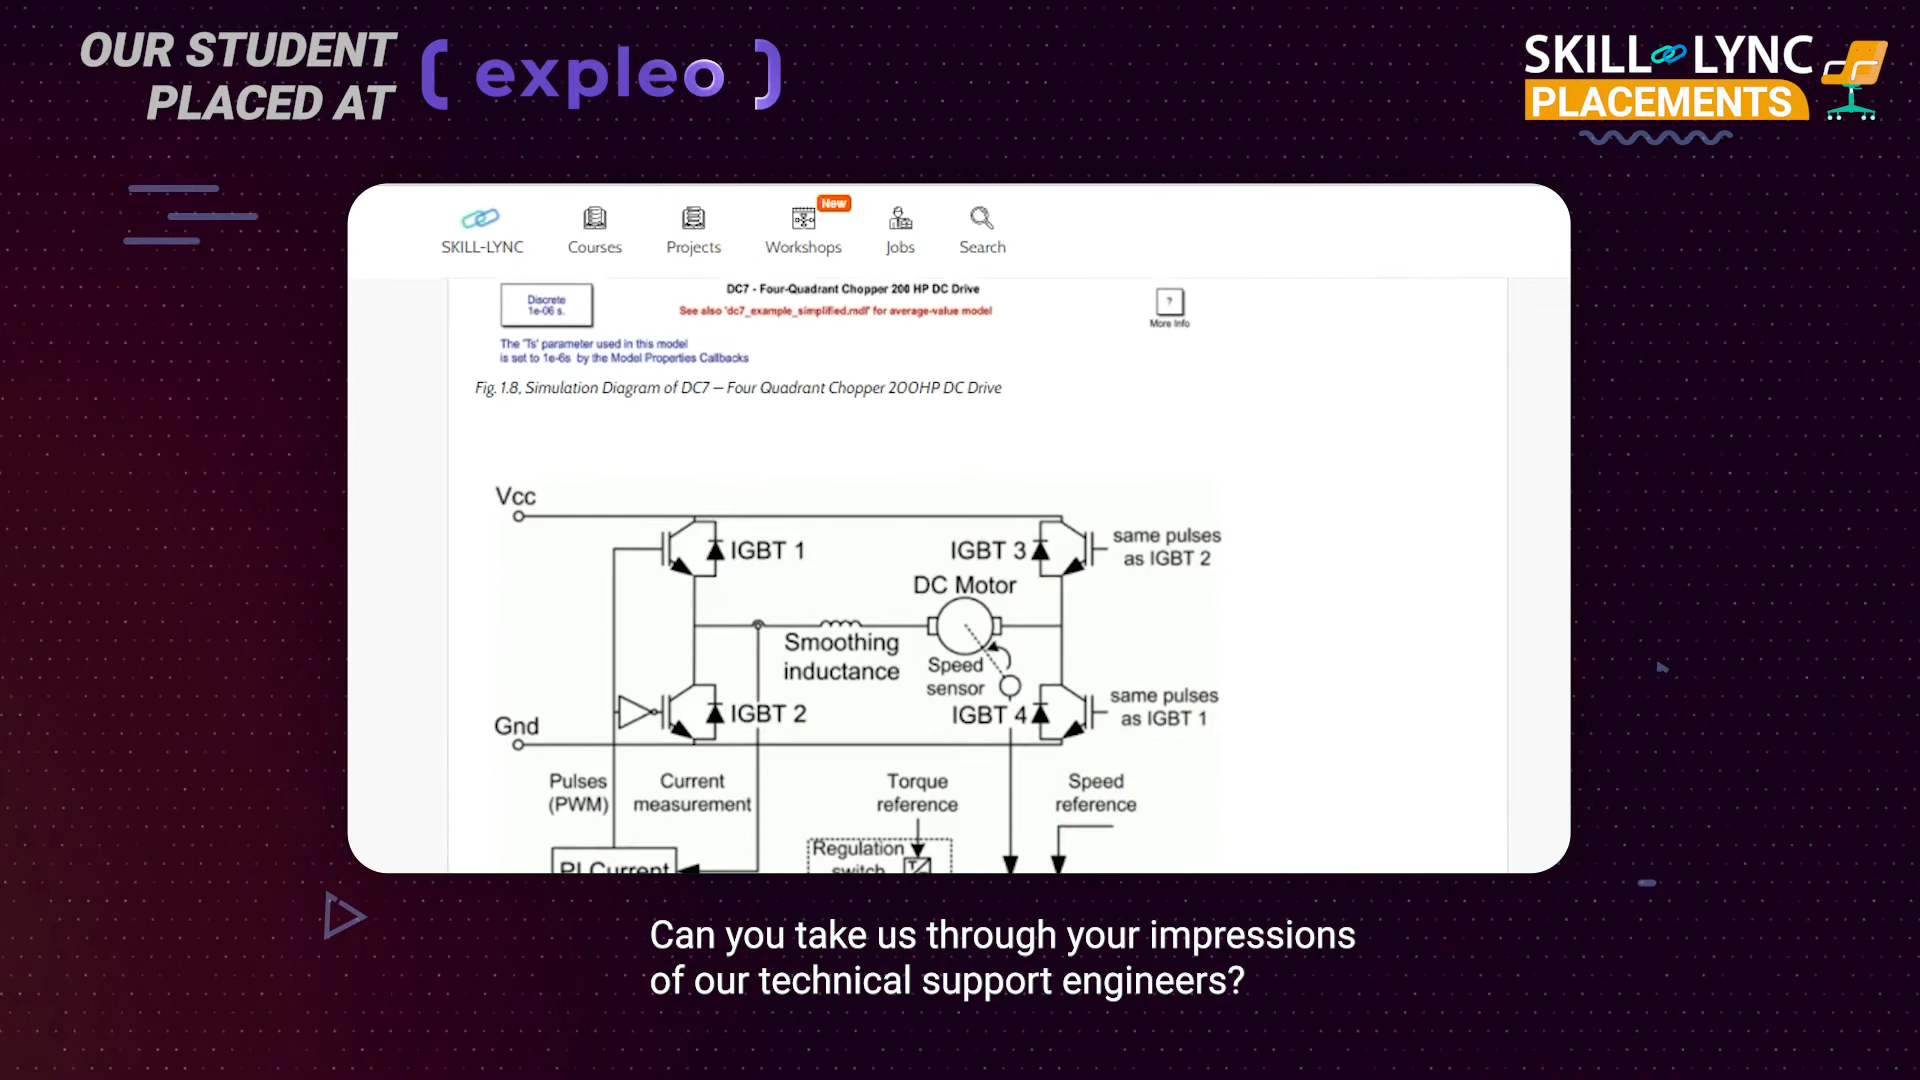 OUR STUDENT
PLACED AT
expleo
SKILL LYNC
PLACEMENTS
New
SKILL-LYNC
Courses
Projects
Workshops
Jobs
Search
Discrete
1e-06 s.
DC7 - Four-Quadrant Chopper 200 HP DC Drive
See also 'dc7_example_simplified.mdl' for average-value model
?
More Info
The 'Ts' parameter used in this model
is set to 1e-6s by the Model Properties Callbacks
Fig. 1.8, Simulation Diagram of DC7 – Four Quadrant Chopper 200HP DC Drive
Vcc
IGBT 1
IGBT 3
same pulses
as IGBT 2
DC Motor
Smoothing
inductance
Speed
sensor
IGBT 2
IGBT 4
same pulses
as IGBT 1
Gnd
Pulses
(PWM)
Current
measurement
Torque
reference
Speed
reference
Regulation
switch
T
PI Current
Can you take us through your impressions
of our technical support engineers?